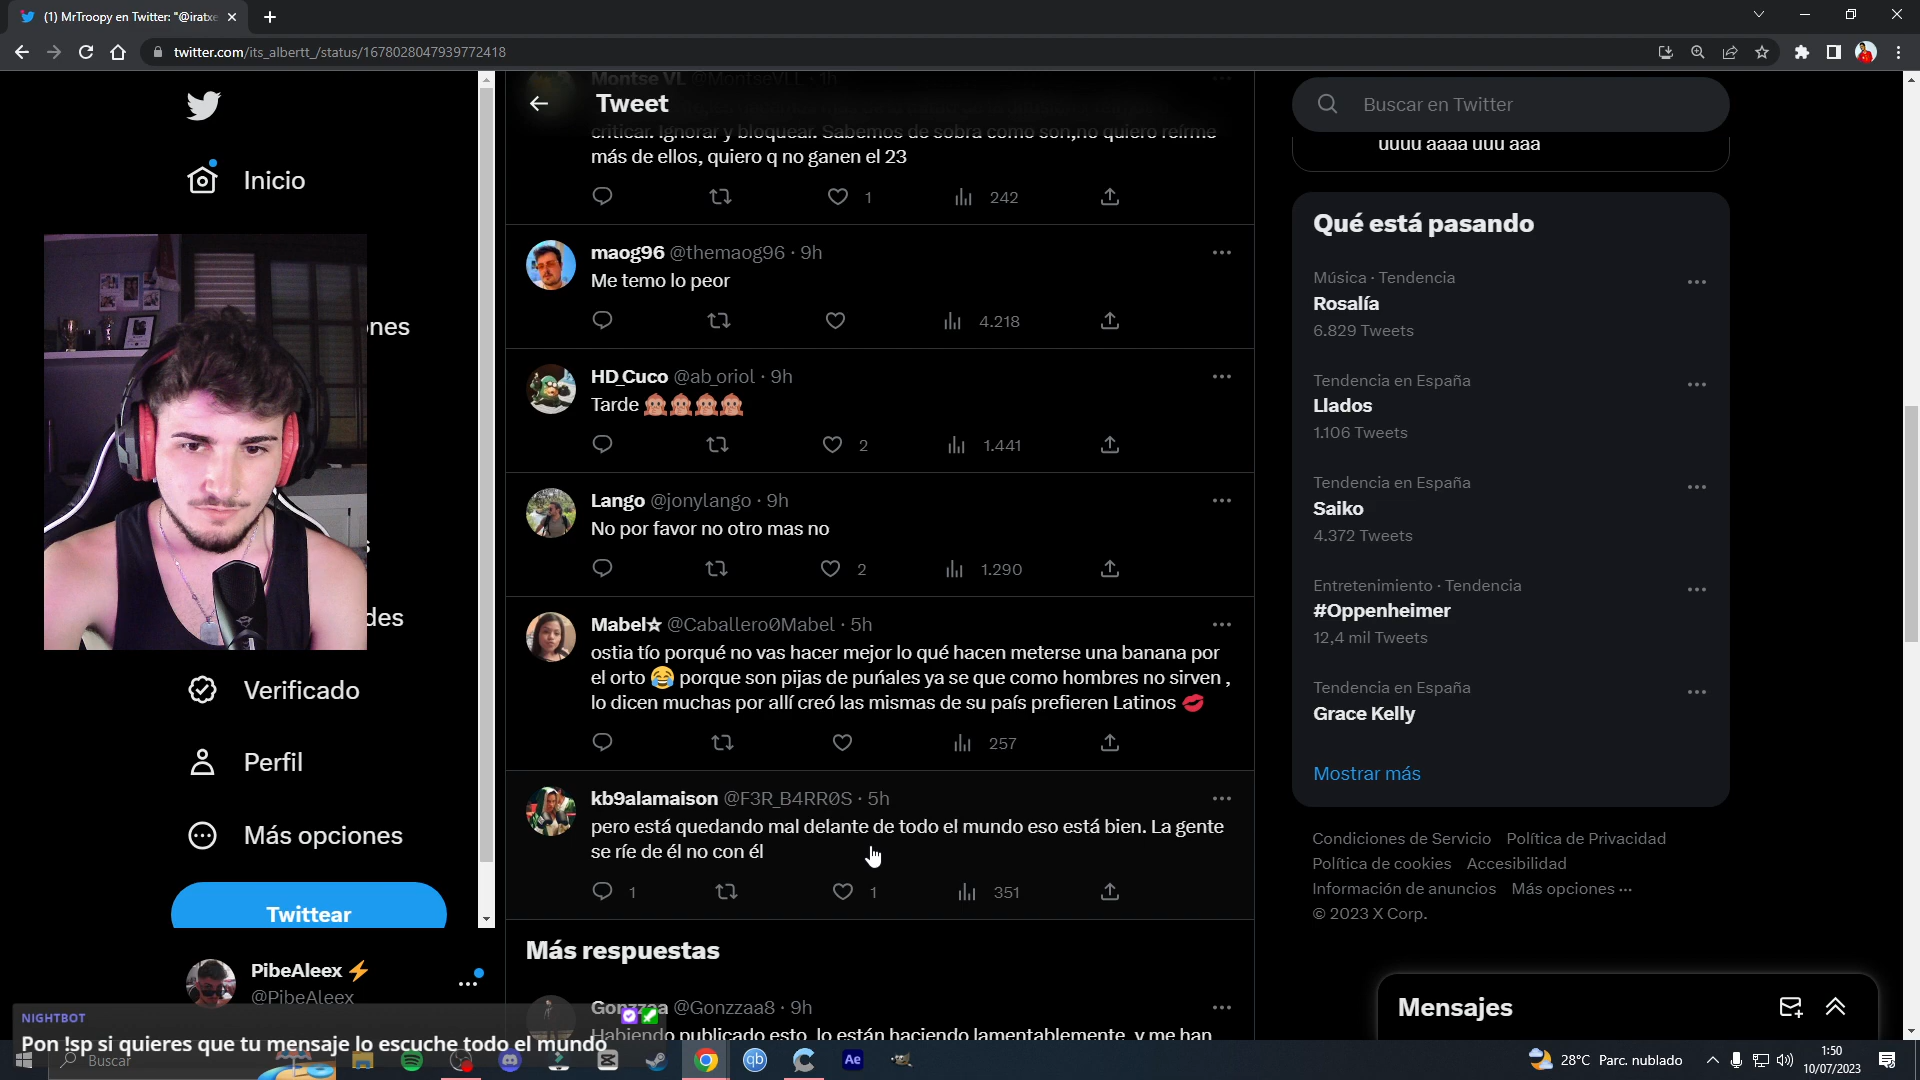 (1) MrTroopy en Twitter: "@iratxe
twitter.com/its_albertt_/status/1678028047939772418
Inicio
nes
des
Verificado
Perfil
Más opciones
Twittear
PibeAleex⚡
@PibeAleex
Montse VL @MontseVLL · 1h
Tweet
criticar. Ignorar y bloquear. Sabemos de sobra como son,no quiero reírme
más de ellos, quiero q no ganen el 23
1 242
maog96 @themaog96 · 9h
Me temo lo peor
4.218
HD_Cuco @ab_oriol · 9h
Tarde 🙊🙊🙊🙊
2 1.441
Lango @jonylango · 9h
No por favor no otro mas no
2 1.290
Mabel☆ @Caballero0Mabel · 5h
ostia tío porqué no vas hacer mejor lo qué hacen meterse una banana por
el orto 😂 porque son pijas de puńales ya se que como hombres no sirven ,
lo dicen muchas por allí creó las mismas de su país prefieren Latinos 💋
257
kb9alamaison @F3R_B4RR0S · 5h
pero está quedando mal delante de todo el mundo eso está bien. La gente
se ríe de él no con él
1 1 351
Más respuestas
Gonzzaa @Gonzzaa8 · 9h
Habiendo publicado esto, lo están haciendo lamentablemente, y me han
Buscar en Twitter
uuuu aaaa uuu aaa
Qué está pasando
Música · Tendencia
Rosalía
6.829 Tweets
Tendencia en España
Llados
1.106 Tweets
Tendencia en España
Saiko
4.372 Tweets
Entretenimiento · Tendencia
#Oppenheimer
12,4 mil Tweets
Tendencia en España
Grace Kelly
Mostrar más
Condiciones de Servicio Política de Privacidad
Política de cookies Accesibilidad
Información de anuncios Más opciones ···
© 2023 X Corp.
Mensajes
NIGHTBOT
Pon !sp si quieres que tu mensaje lo escuche todo el mundo
Buscar
qb
Ae
28°C Parc. nublado
1:50
10/07/2023